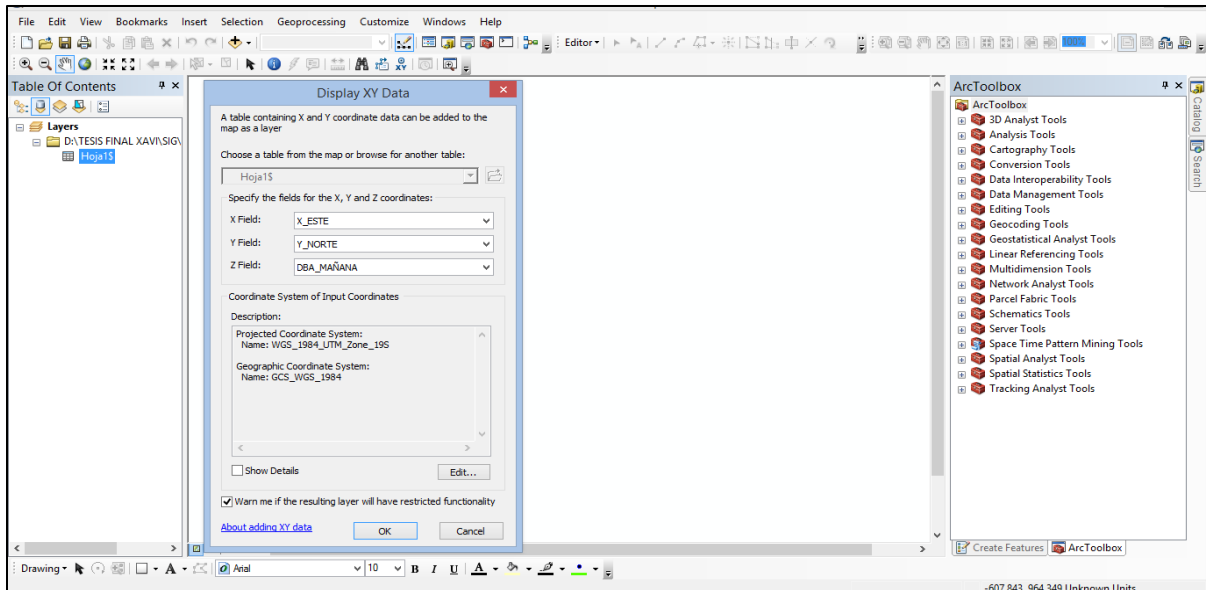 File Edit View Bookmarks Insert Selection Geoprocessing Customize Windows Help
Editor
100%
Table Of Contents
Layers
D:\TESIS FINAL XAVI\SIG\
Hoja1$
Display XY Data
A table containing X and Y coordinate data can be added to the
map as a layer
Choose a table from the map or browse for another table:
Hoja1$
Specify the fields for the X, Y and Z coordinates:
X Field: X_ESTE
Y Field: Y_NORTE
Z Field: DBA_MAÑANA
Coordinate System of Input Coordinates
Description:
Projected Coordinate System:
Name: WGS_1984_UTM_Zone_19S
Geographic Coordinate System:
Name: GCS_WGS_1984
Show Details
Edit...
Warn me if the resulting layer will have restricted functionality
About adding XY data
OK
Cancel
ArcToolbox
ArcToolbox
3D Analyst Tools
Analysis Tools
Cartography Tools
Conversion Tools
Data Interoperability Tools
Data Management Tools
Editing Tools
Geocoding Tools
Geostatistical Analyst Tools
Linear Referencing Tools
Multidimension Tools
Network Analyst Tools
Parcel Fabric Tools
Schematics Tools
Server Tools
Space Time Pattern Mining Tools
Spatial Analyst Tools
Spatial Statistics Tools
Tracking Analyst Tools
Catalog
Search
Create Features
ArcToolbox
Drawing
A
Arial
10
B I U A
-607,843 964,349 Unknown Units